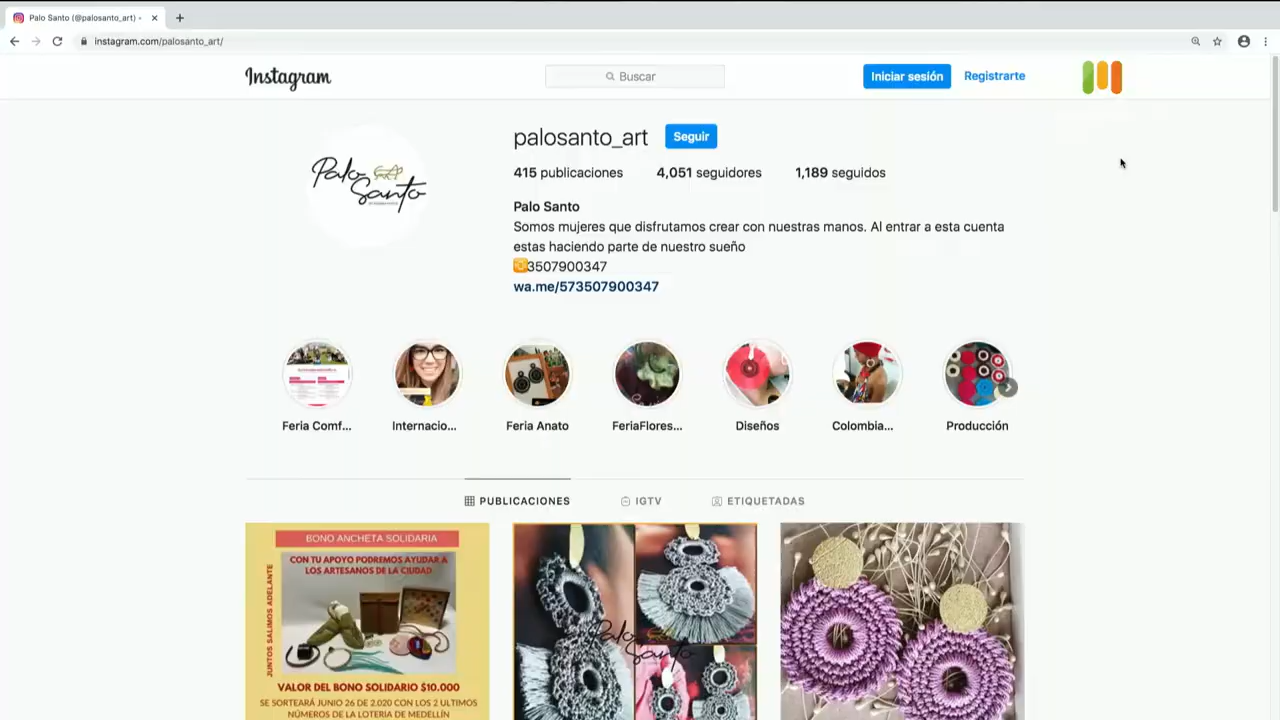 Palo Santo (@palosanto_art) •
instagram.com/palosanto_art/
Instagram
Buscar
Iniciar sesión
Registrarte
palosanto_art
Seguir
415 publicaciones
4,051 seguidores
1,189 seguidos
Palo Santo
Palo Santo
Somos mujeres que disfrutamos crear con nuestras manos. Al entrar a esta cuenta
estas haciendo parte de nuestro sueño
3507900347
wa.me/573507900347
Feria Comf...
Internacio...
Feria Anato
FeriaFlores...
Diseños
Colombia...
Producción
PUBLICACIONES
IGTV
ETIQUETADAS
BONO ANCHETA SOLIDARIA
CON TU APOYO PODREMOS AYUDAR A
LOS ARTESANOS DE LA CIUDAD
JUNTOS SALIMOS ADELANTE
VALOR DEL BONO SOLIDARIO $10.000
SE SORTEARÁ JUNIO 26 DE 2.020 CON LOS 2 ULTIMOS
NÚMEROS DE LA LOTERIA DE MEDELLÍN
Palo
Santo